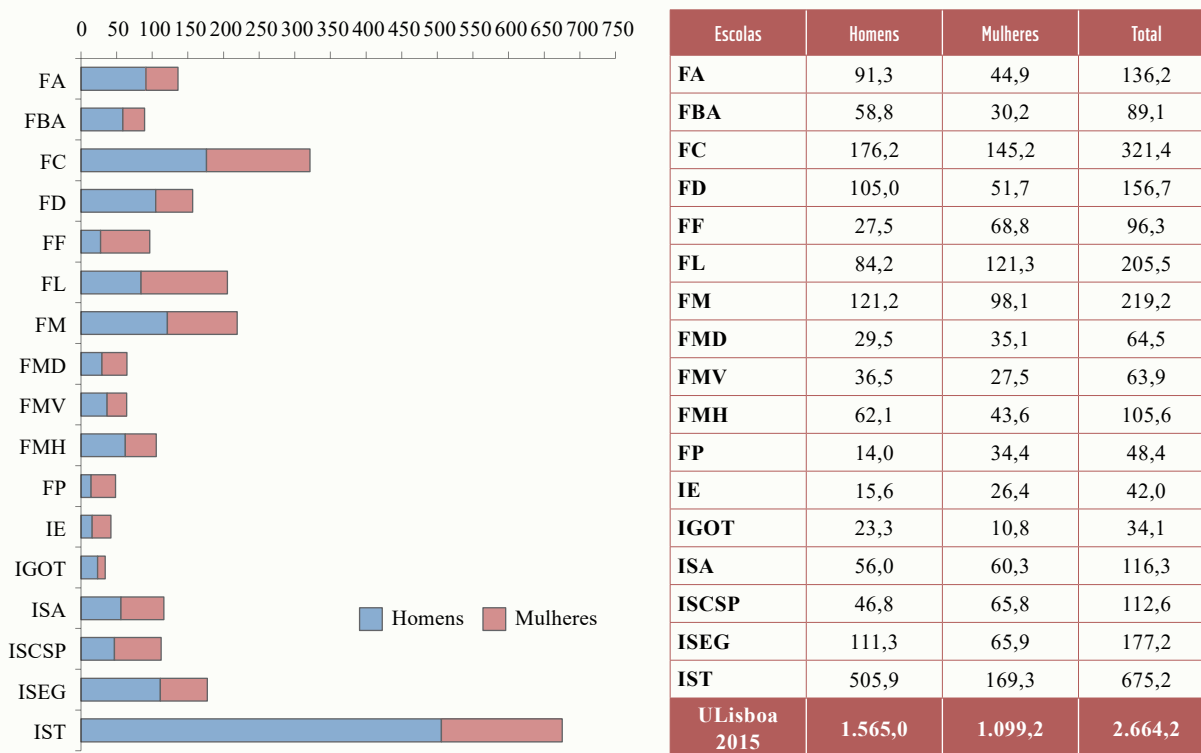 0 50 100 150 200 250 300 350 400 450 500 550 600 650 700 750
FA
FBA
FC
FD
FF
FL
FM
FMD
FMV
FMH
FP
IE
IGOT
ISA
ISCSP
ISEG
IST
Homens Mulheres
Escolas Homens Mulheres Total
FA 91,3 44,9 136,2
FBA 58,8 30,2 89,1
FC 176,2 145,2 321,4
FD 105,0 51,7 156,7
FF 27,5 68,8 96,3
FL 84,2 121,3 205,5
FM 121,2 98,1 219,2
FMD 29,5 35,1 64,5
FMV 36,5 27,5 63,9
FMH 62,1 43,6 105,6
FP 14,0 34,4 48,4
IE 15,6 26,4 42,0
IGOT 23,3 10,8 34,1
ISA 56,0 60,3 116,3
ISCSP 46,8 65,8 112,6
ISEG 111,3 65,9 177,2
IST 505,9 169,3 675,2
ULisboa
2015 1.565,0 1.099,2 2.664,2